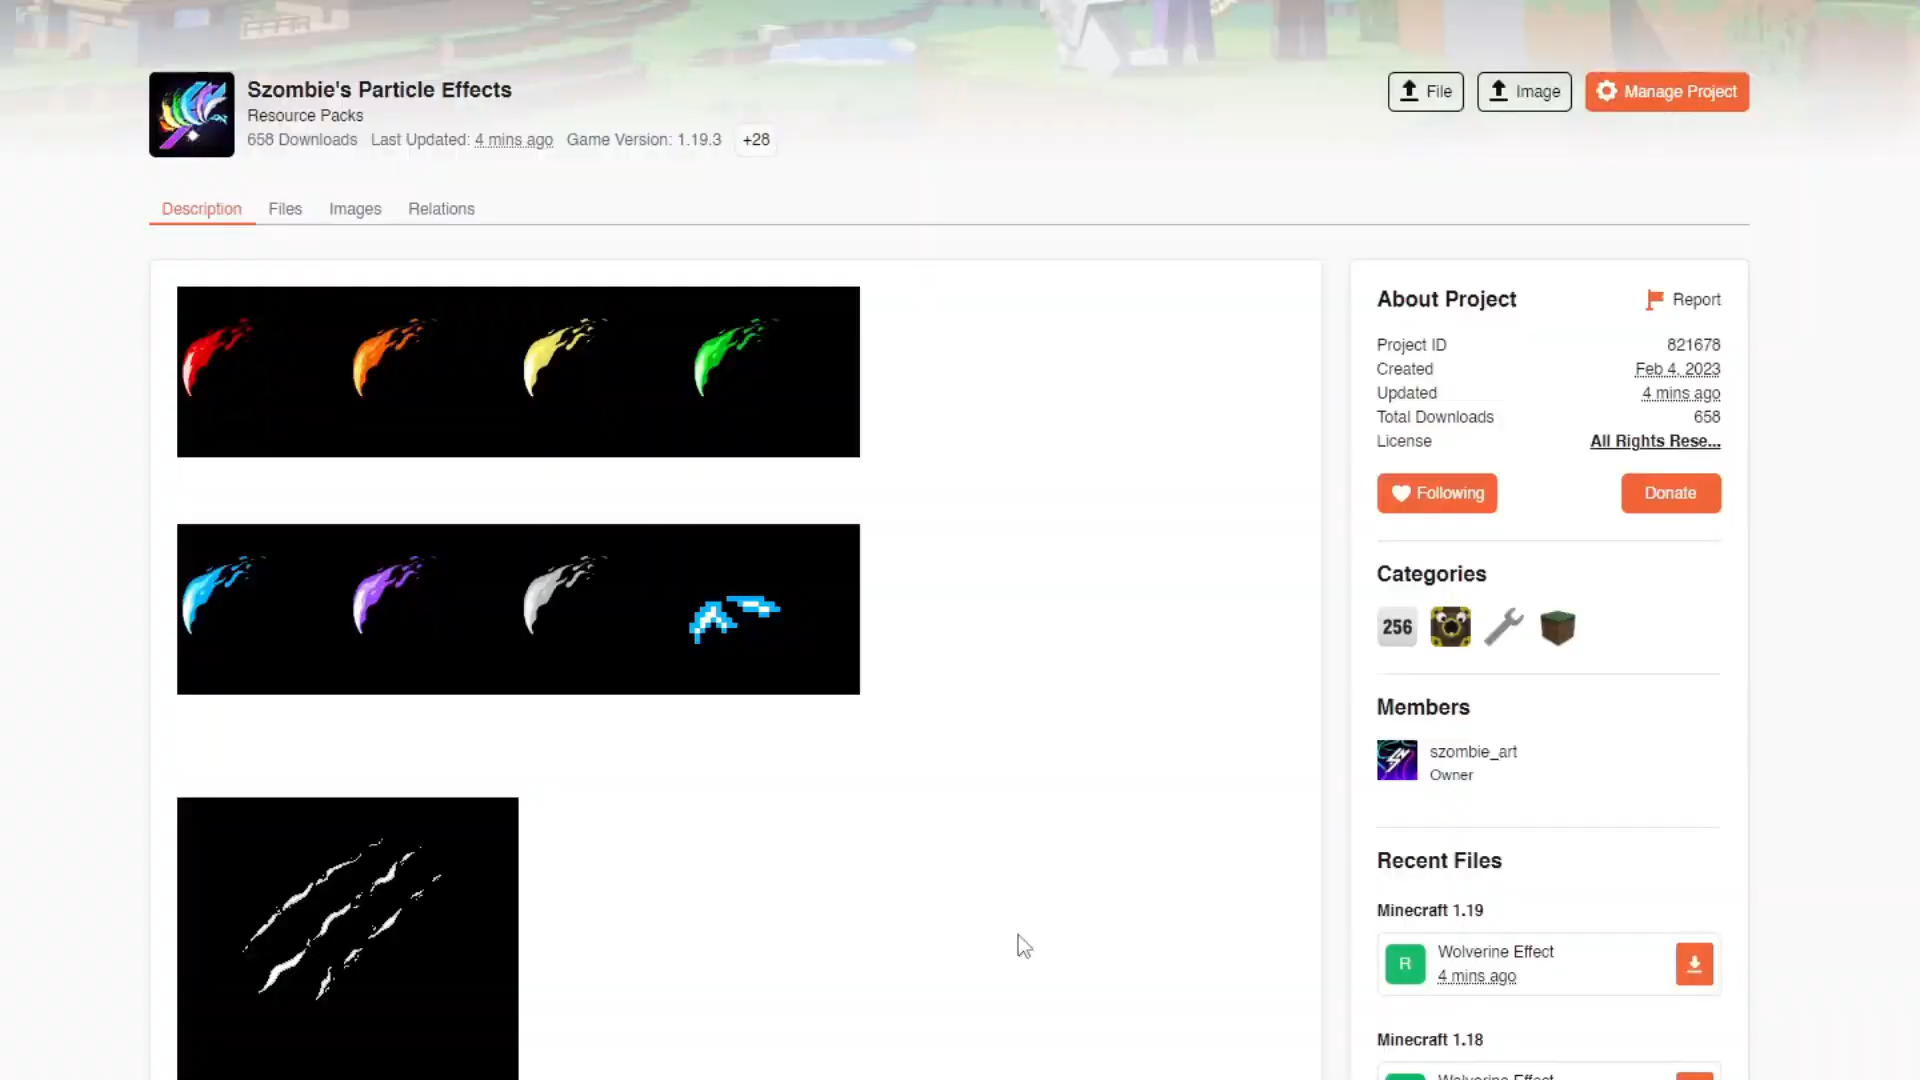 Szombie's Particle Effects
Resource Packs
658 Downloads Last Updated: 4 mins ago Game Version: 1.19.3 +28
File Image Manage Project
Description Files Images Relations
About Project Report
Project ID 821678
Created Feb 4, 2023
Updated 4 mins ago
Total Downloads 658
License All Rights Rese...
Following Donate
Categories
256
Members
szombie_art
Owner
Recent Files
Minecraft 1.19
R Wolverine Effect
4 mins ago
Minecraft 1.18
Wolverine Effect